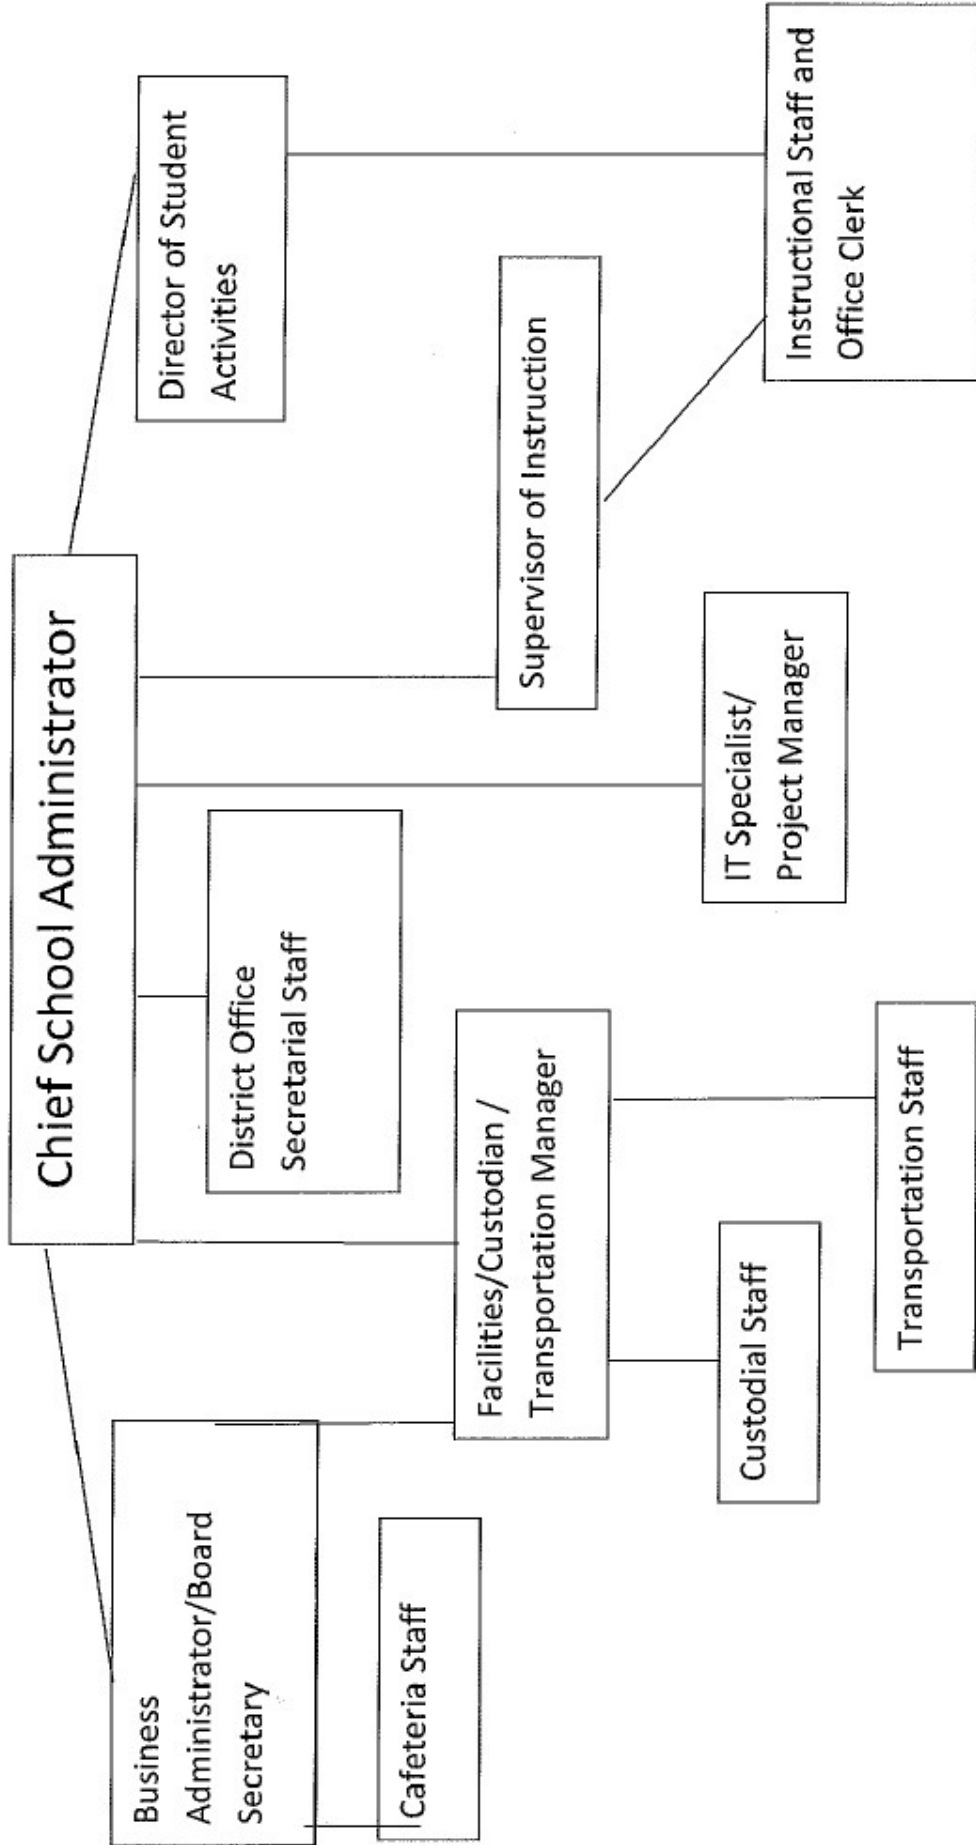 Chief School Administrator
Business
Administrator/Board
Secretary
Director of Student
Activities
District Office
Secretarial Staff
Cafeteria Staff
Facilities/Custodian /
Transportation Manager
Supervisor of Instruction
IT Specialist/
Project Manager
Custodial Staff
Instructional Staff and
Office Clerk
Transportation Staff